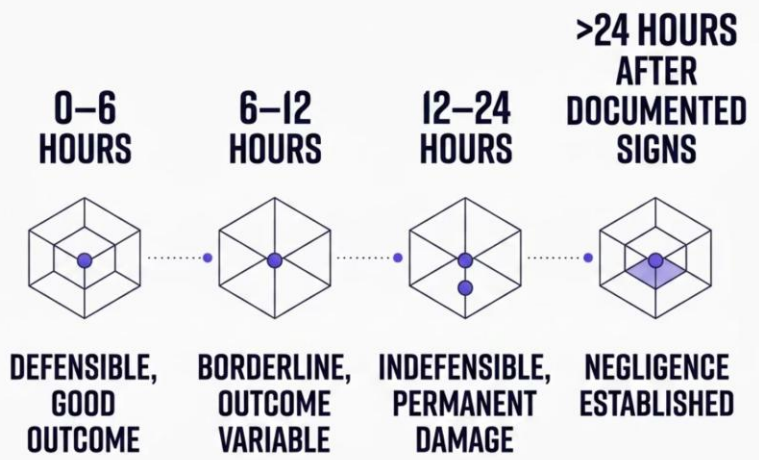 0–6
HOURS
DEFENSIBLE,
GOOD
OUTCOME
6–12
HOURS
BORDERLINE,
OUTCOME
VARIABLE
12–24
HOURS
INDEFENSIBLE,
PERMANENT
DAMAGE
>24 HOURS
AFTER
DOCUMENTED
SIGNS
NEGLIGENCE
ESTABLISHED